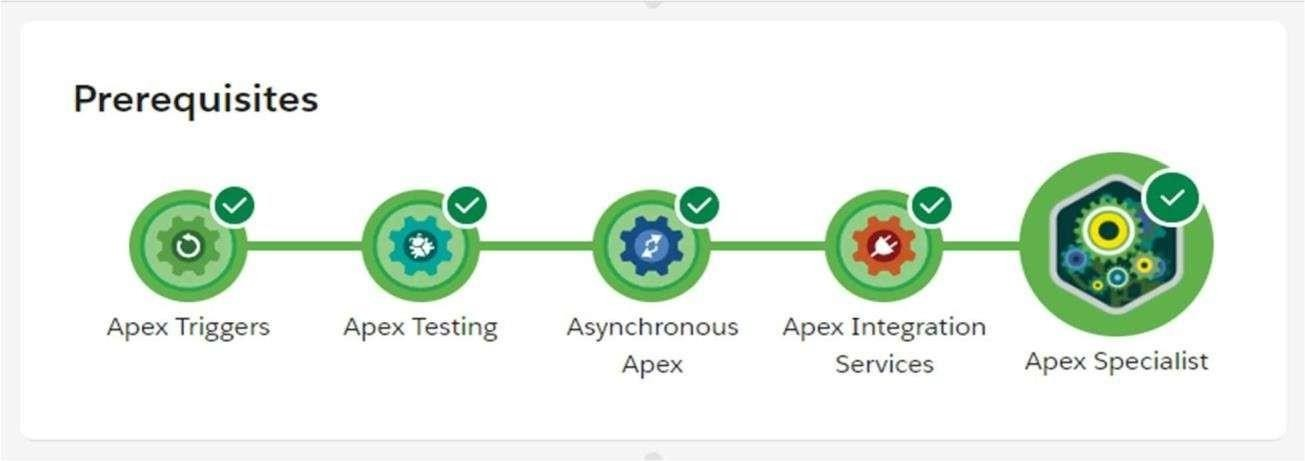 Prerequisites
Apex Triggers
Apex Testing
Asynchronous
Apex
Apex Integration
Services
Apex Specialist